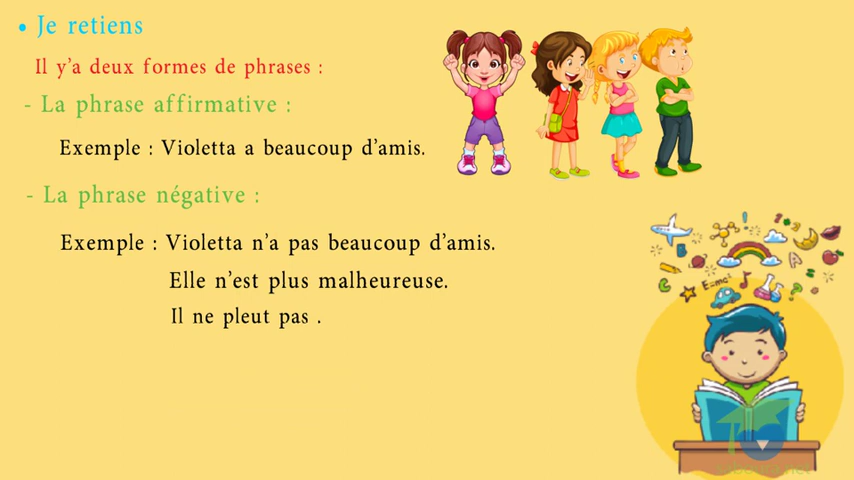 • Je retiens
Il y'a deux formes de phrases :
- La phrase affirmative :
Exemple : Violetta a beaucoup d'amis.
- La phrase négative :
Exemple : Violetta n'a pas beaucoup d'amis.
Elle n'est plus malheureuse.
Il ne pleut pas .
E=mc²